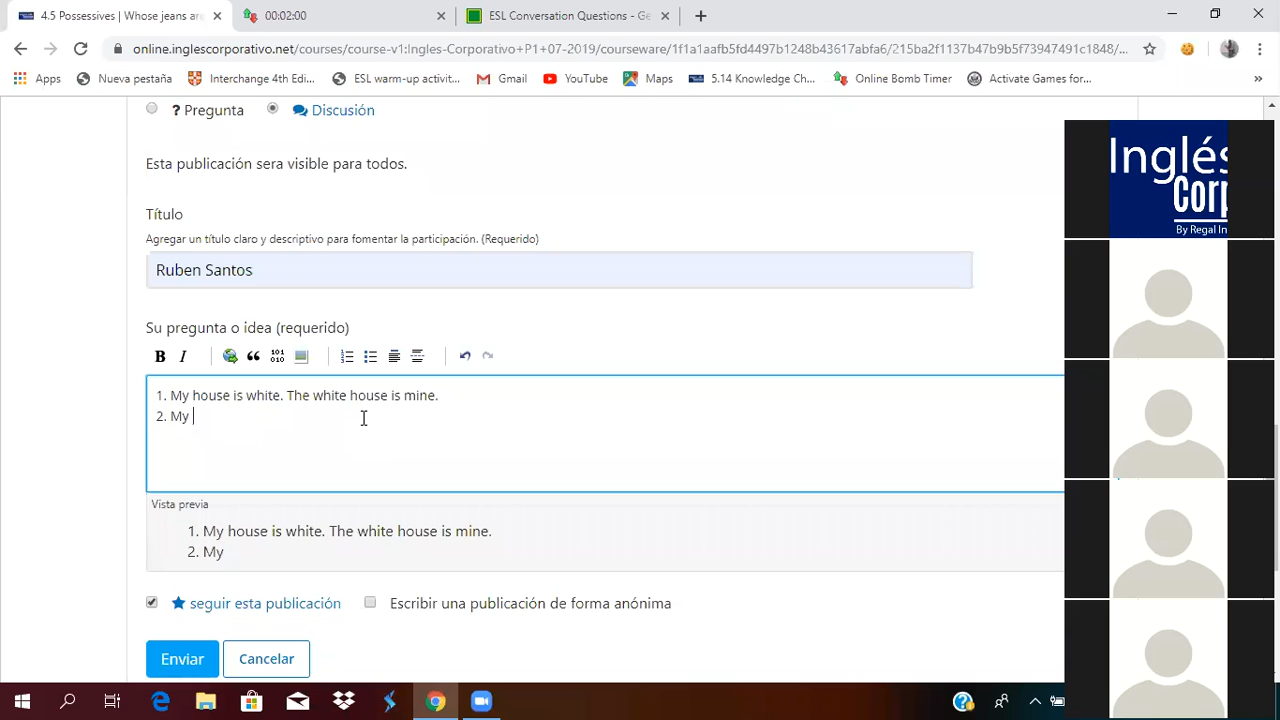 4.5 Possessives | Whose jeans are
00:02:00
ESL Conversation Questions - Ge
online.inglescorporativo.net/courses/course-v1:Ingles-Corporativo+P1+07-2019/courseware/1f1a1aafb5fd4497b1248b43617abfa6/215ba2f1137b47b9b5f73947491c1848/...
Apps
Nueva pestaña
Interchange 4th Edi...
ESL warm-up activit...
Gmail
YouTube
Maps
5.14 Knowledge Ch...
Online Bomb Timer
Activate Games for...
»
? Pregunta
Discusión
Esta publicación sera visible para todos.
Título
Agregar un título claro y descriptivo para fomentar la participación. (Requerido)
Ruben Santos
Su pregunta o idea (requerido)
B I
101 010
1. My house is white. The white house is mine.
2. My
Vista previa
1. My house is white. The white house is mine.
2. My
seguir esta publicación
Escribir una publicación de forma anónima
Enviar
Cancelar
Inglés
Corp
By Regal In